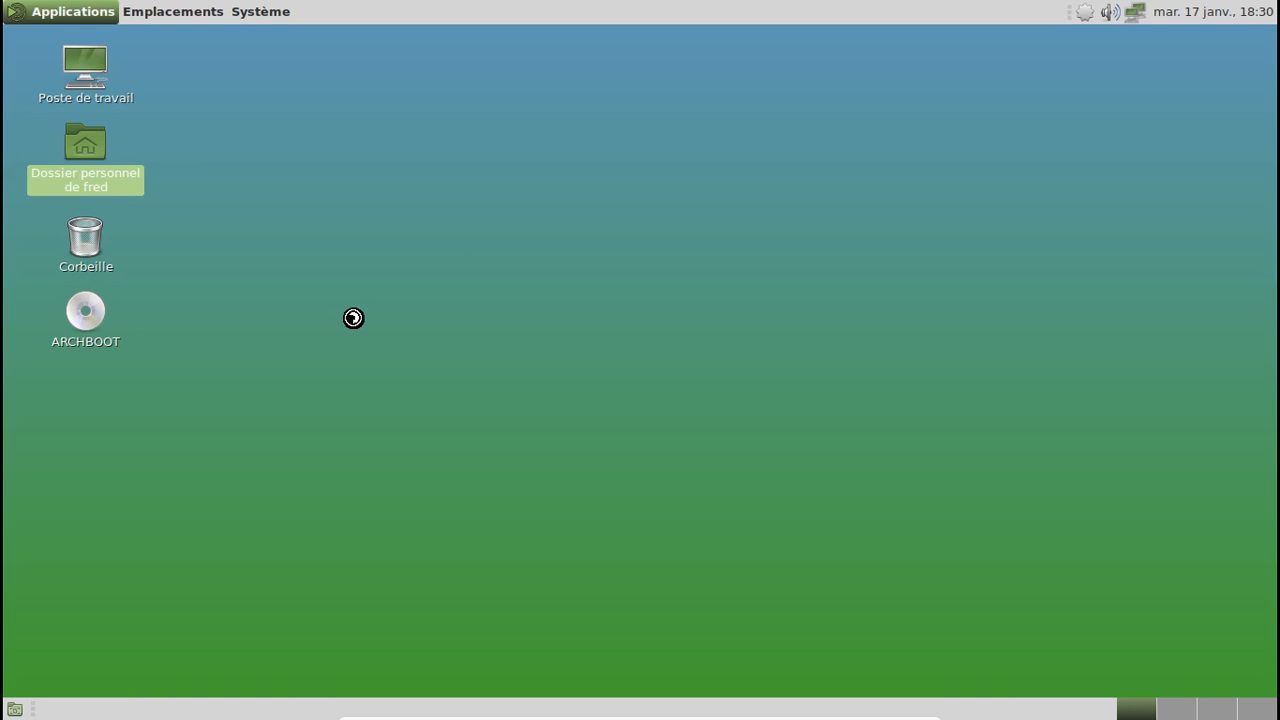 Applications Emplacements Système mar. 17 janv., 18:30
Poste de travail
Dossier personnel
de fred
Corbeille
ARCHBOOT